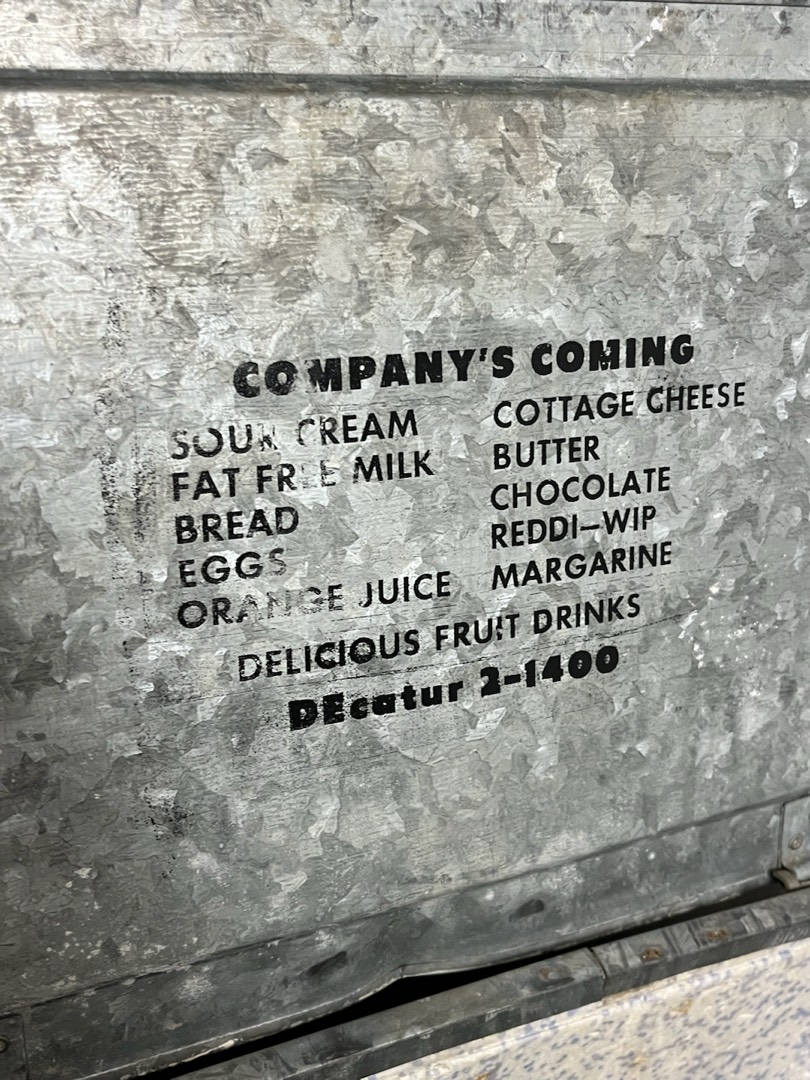 COMPANY'S COMING
SOUR CREAM
FAT FREE MILK
BREAD
EGGS
ORANGE JUICE
COTTAGE CHEESE
BUTTER
CHOCOLATE
REDDI-WIP
MARGARINE
DELICIOUS FRUIT DRINKS
DEcatur 2-1400